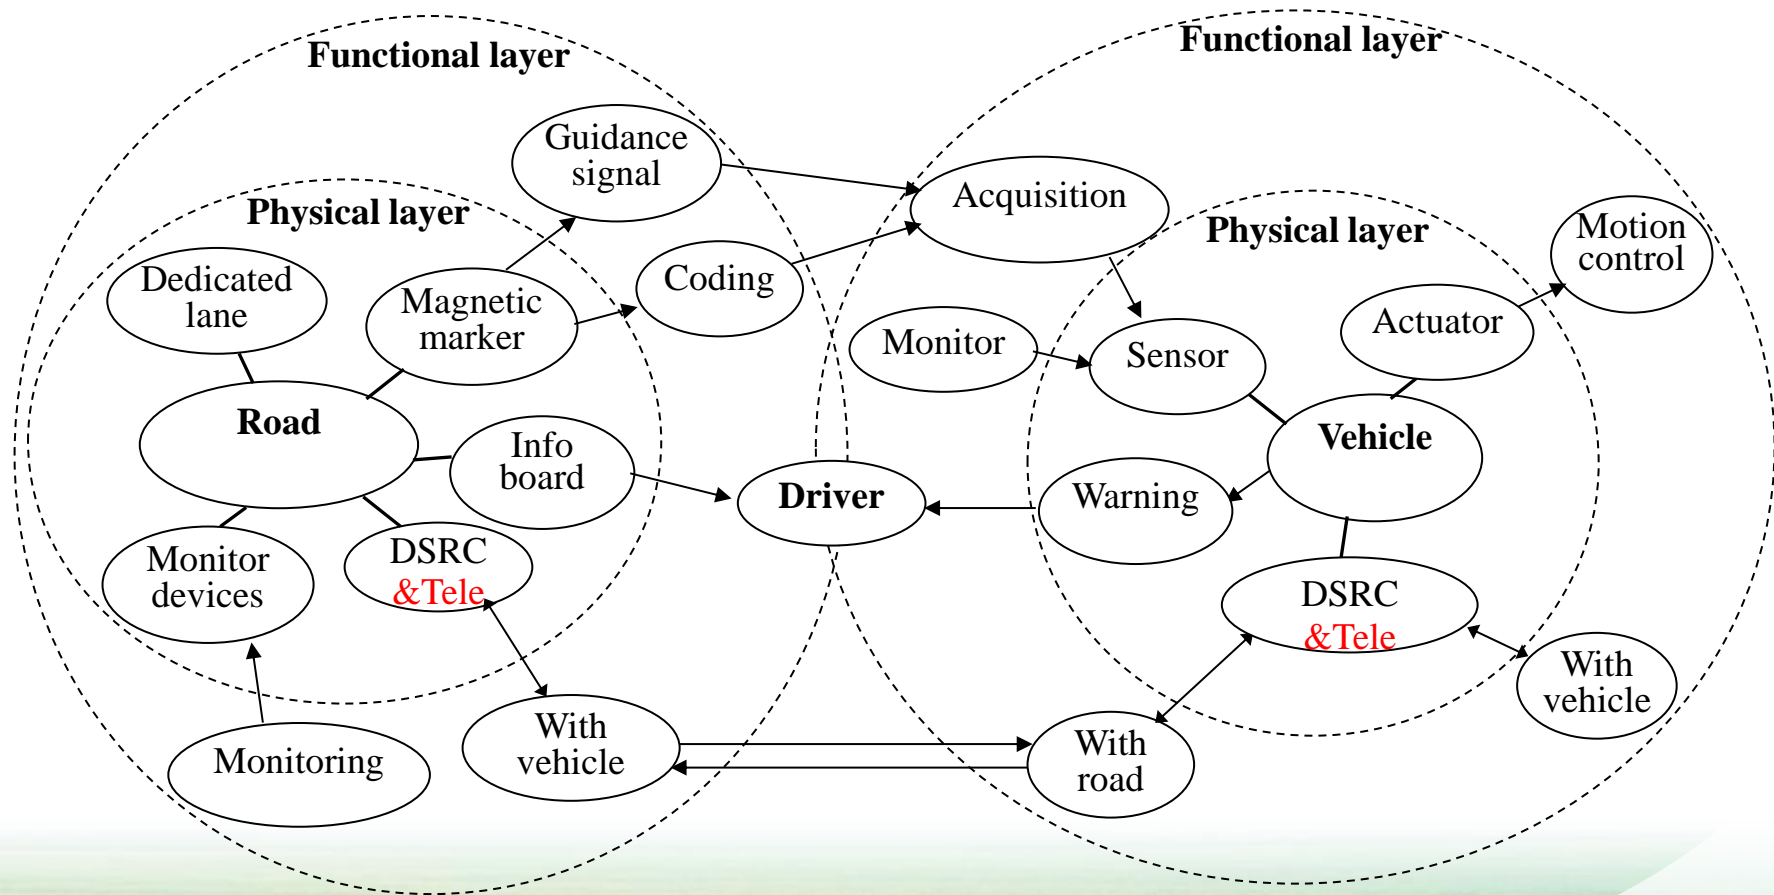 Functional layer
Physical layer
Guidance
signal
Dedicated
lane
Magnetic
marker
Coding
Road
Info
board
Monitor
devices
DSRC
&Tele
Monitoring
With
vehicle
Driver
Functional layer
Acquisition
Physical layer
Motion
control
Monitor
Sensor
Actuator
Vehicle
Warning
DSRC
&Tele
With
vehicle
With
road